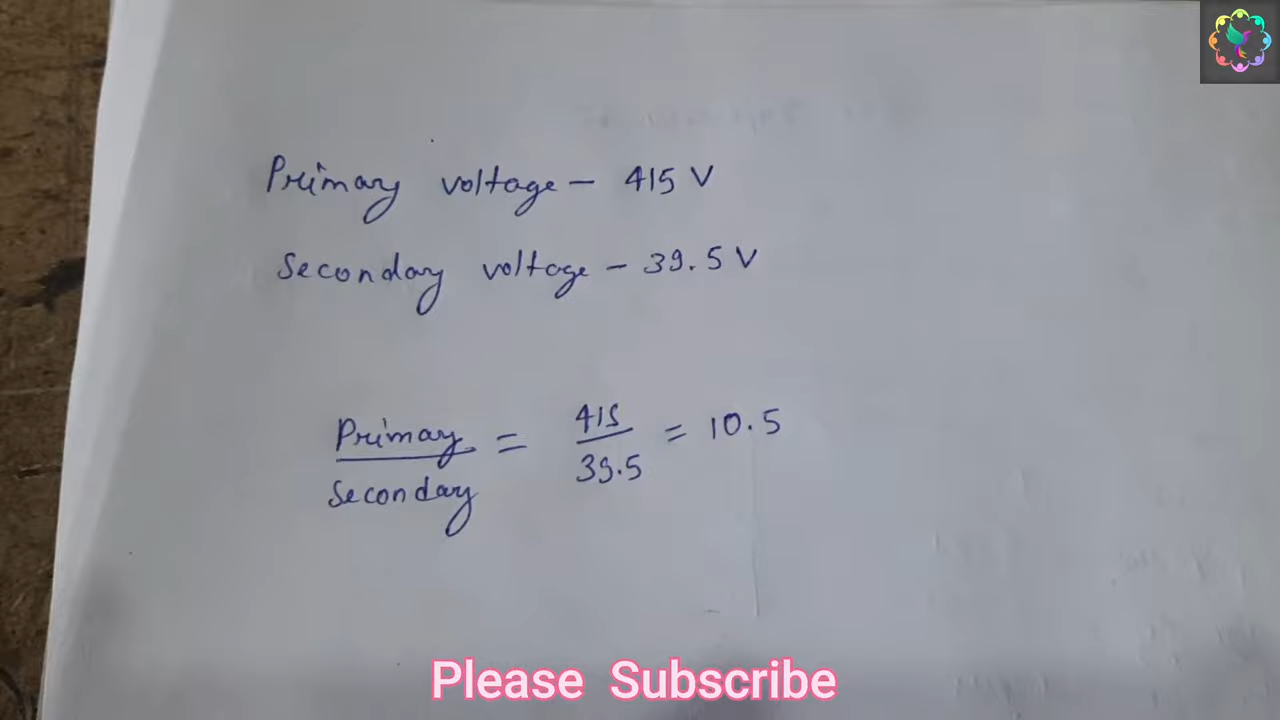 Primary voltage - 415 V
Secondary voltage - 39.5 V
Primary / Secondary = 415 / 39.5 = 10.5
Please Subscribe